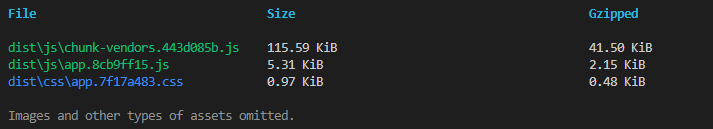 File Size Gzipped
dist\js\chunk-vendors.443d085b.js 115.59 KiB 41.50 KiB
dist\js\app.8cb9ff15.js 5.31 KiB 2.15 KiB
dist\css\app.7f17a483.css 0.97 KiB 0.48 KiB
Images and other types of assets omitted.